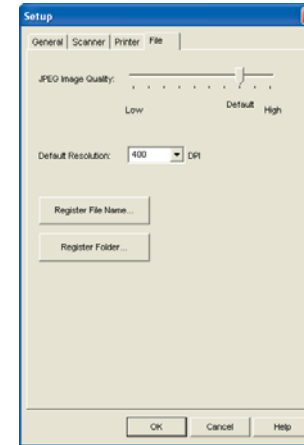 Setup
General Scanner Printer File
JPEG Image Quality:
Low Default High
Default Resolution: 400 DPI
Register File Name...
Register Folder...
OK Cancel Help